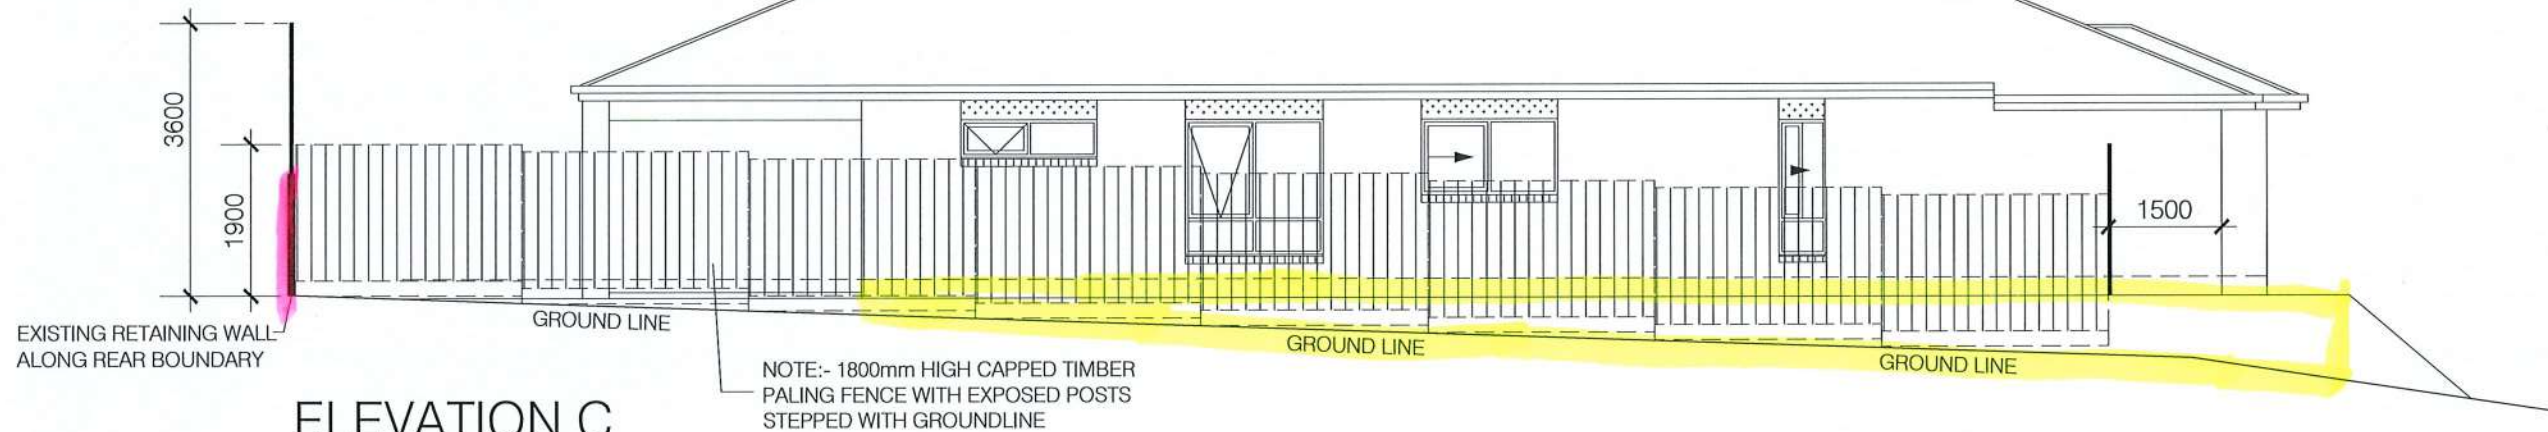 3600
1900
1500
EXISTING RETAINING WALL
ALONG REAR BOUNDARY
GROUND LINE
GROUND LINE
GROUND LINE
NOTE:- 1800mm HIGH CAPPED TIMBER
PALING FENCE WITH EXPOSED POSTS
STEPPED WITH GROUNDLINE
ELEVATION C